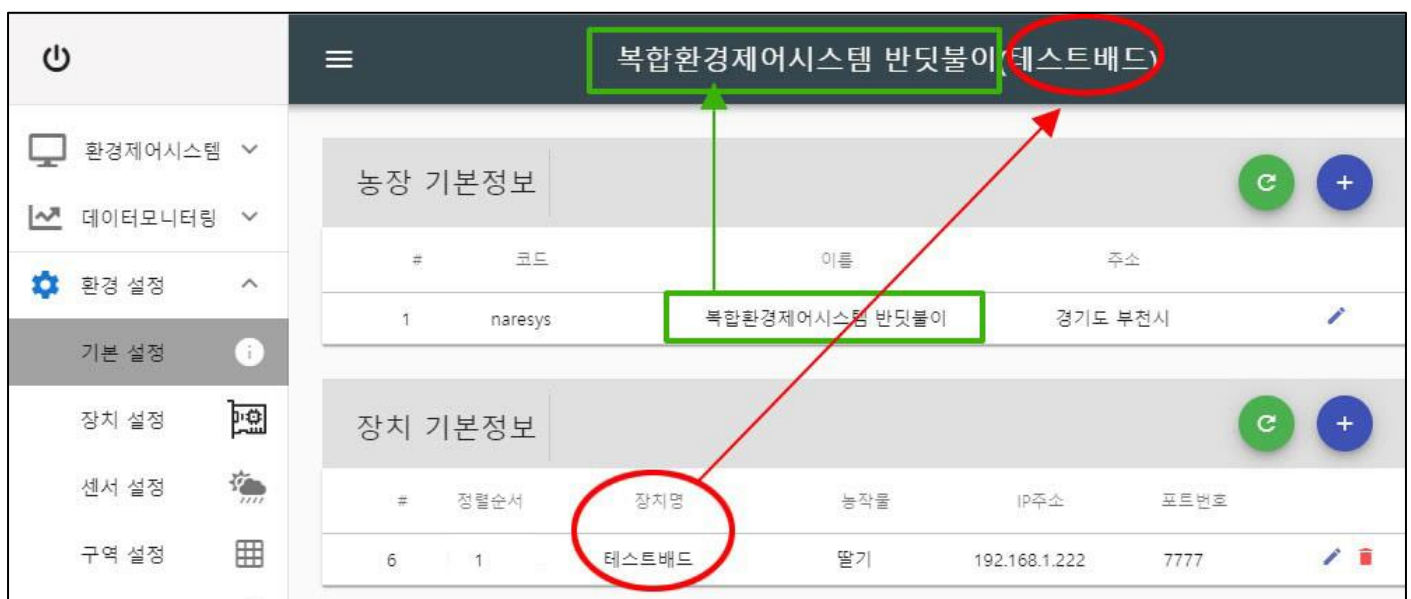 복합환경제어시스템 반딧불이(테스트배드)
환경제어시스템
데이터모니터링
환경 설정
기본 설정
장치 설정
센서 설정
구역 설정
농장 기본정보
# 코드 이름 주소
1 naresys 복합환경제어시스템 반딧불이 경기도 부천시
장치 기본정보
# 정렬순서 장치명 농작물 IP주소 포트번호
6 1 테스트배드 딸기 192.168.1.222 7777